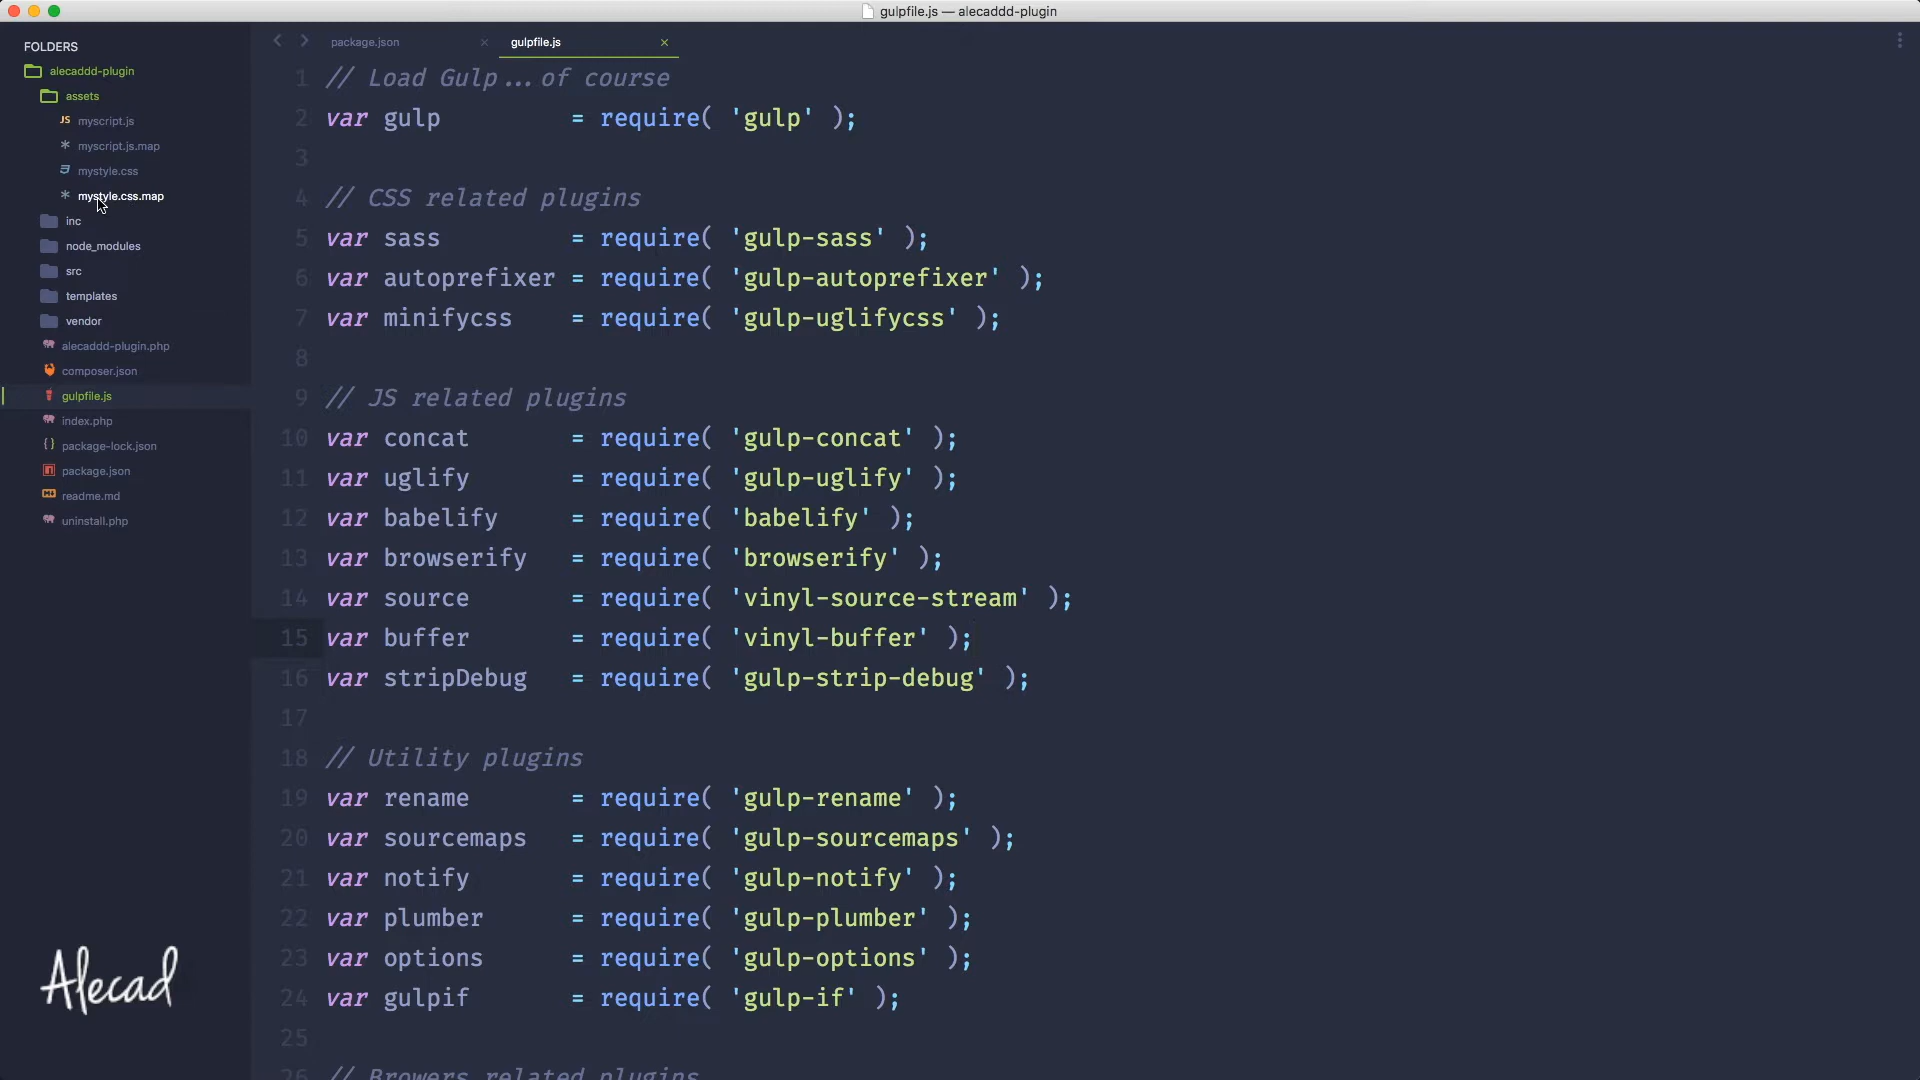 gulpfile.js — alecaddd-plugin
FOLDERS
alecaddd-plugin
assets
JS myscript.js
* myscript.js.map
mystyle.css
* mystyle.css.map
inc
node_modules
src
templates
vendor
alecaddd-plugin.php
composer.json
gulpfile.js
index.php
{} package-lock.json
package.json
readme.md
uninstall.php
Alecad
package.json ×
gulpfile.js ×
1 // Load Gulp...of course
2 var gulp = require( 'gulp' );
3
4 // CSS related plugins
5 var sass = require( 'gulp-sass' );
6 var autoprefixer = require( 'gulp-autoprefixer' );
7 var minifycss = require( 'gulp-uglifycss' );
8
9 // JS related plugins
10 var concat = require( 'gulp-concat' );
11 var uglify = require( 'gulp-uglify' );
12 var babelify = require( 'babelify' );
13 var browserify = require( 'browserify' );
14 var source = require( 'vinyl-source-stream' );
15 var buffer = require( 'vinyl-buffer' );
16 var stripDebug = require( 'gulp-strip-debug' );
17
18 // Utility plugins
19 var rename = require( 'gulp-rename' );
20 var sourcemaps = require( 'gulp-sourcemaps' );
21 var notify = require( 'gulp-notify' );
22 var plumber = require( 'gulp-plumber' );
23 var options = require( 'gulp-options' );
24 var gulpif = require( 'gulp-if' );
25
26 // Browers related plugins